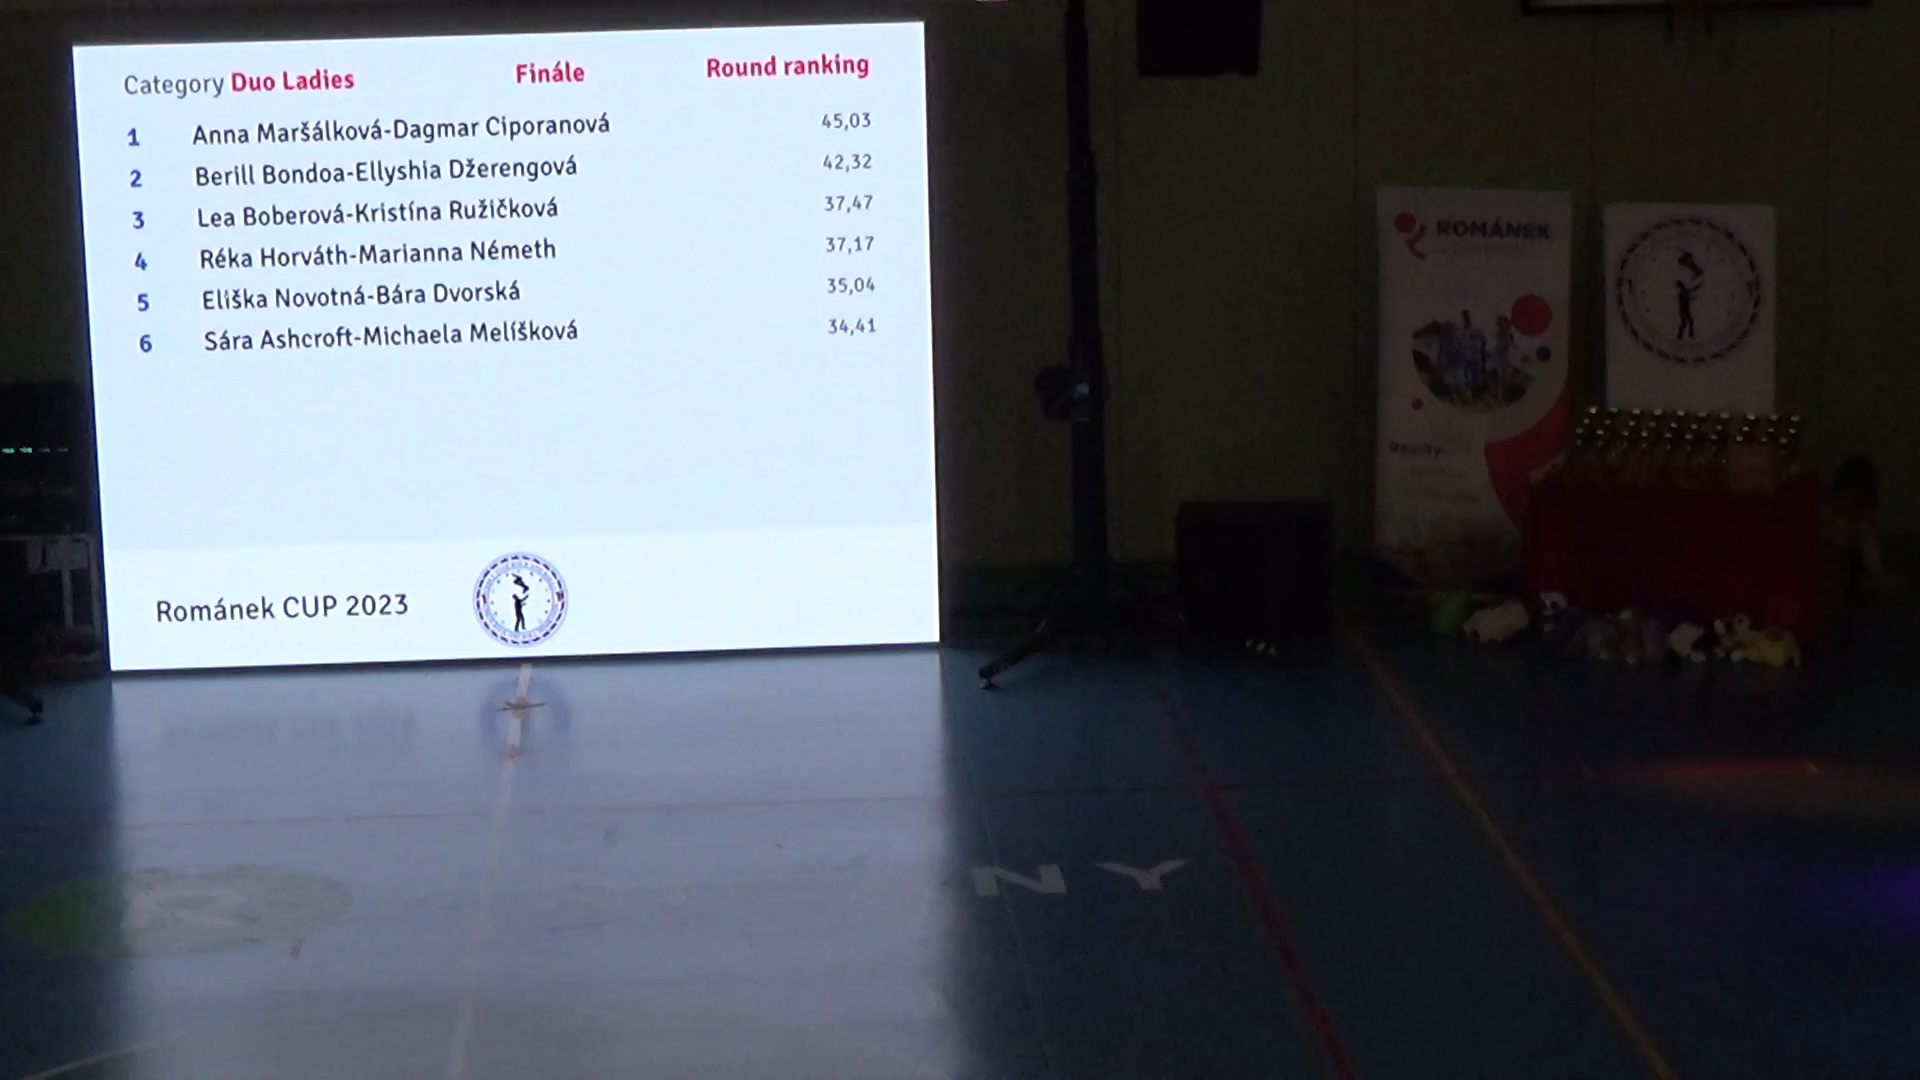 Category Duo Ladies Finále Round ranking
1 Anna Maršálková-Dagmar Ciporanová 45,03
2 Berill Bondoa-Ellyshia Džerengová 42,32
3 Lea Boberová-Kristína Ružičková 37,47
4 Réka Horváth-Marianna Németh 37,17
5 Eliška Novotná-Bára Dvorská 35,04
6 Sára Ashcroft-Michaela Melíšková 34,41
Románek CUP 2023
ROMÁNEK
Reality
NY